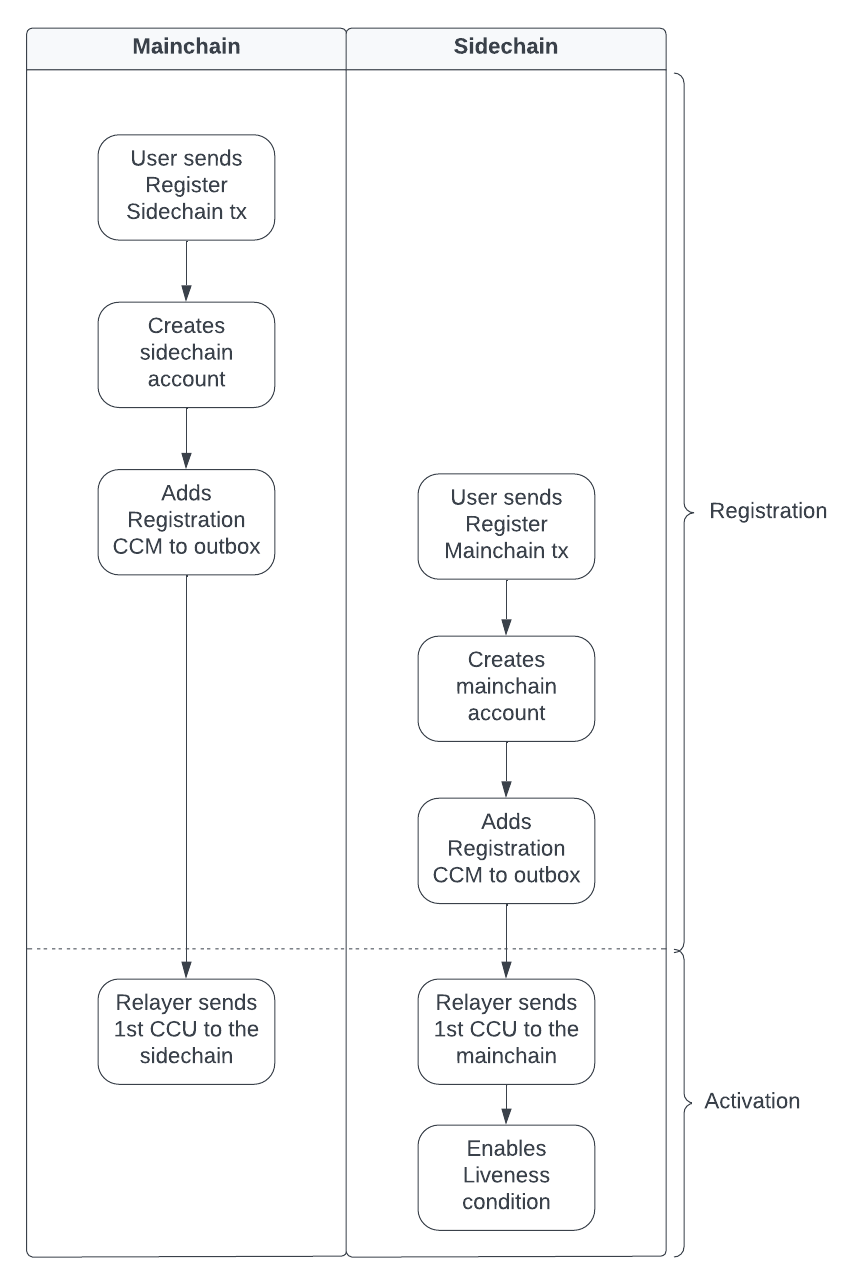 Mainchain
Sidechain
User sends
Register
Sidechain tx
Creates
sidechain
account
Adds
Registration
CCM to outbox
User sends
Register
Mainchain tx
Registration
Creates
mainchain
account
Adds
Registration
CCM to outbox
Relayer sends
1st CCU to the
sidechain
Relayer sends
1st CCU to the
mainchain
Activation
Enables
Liveness
condition